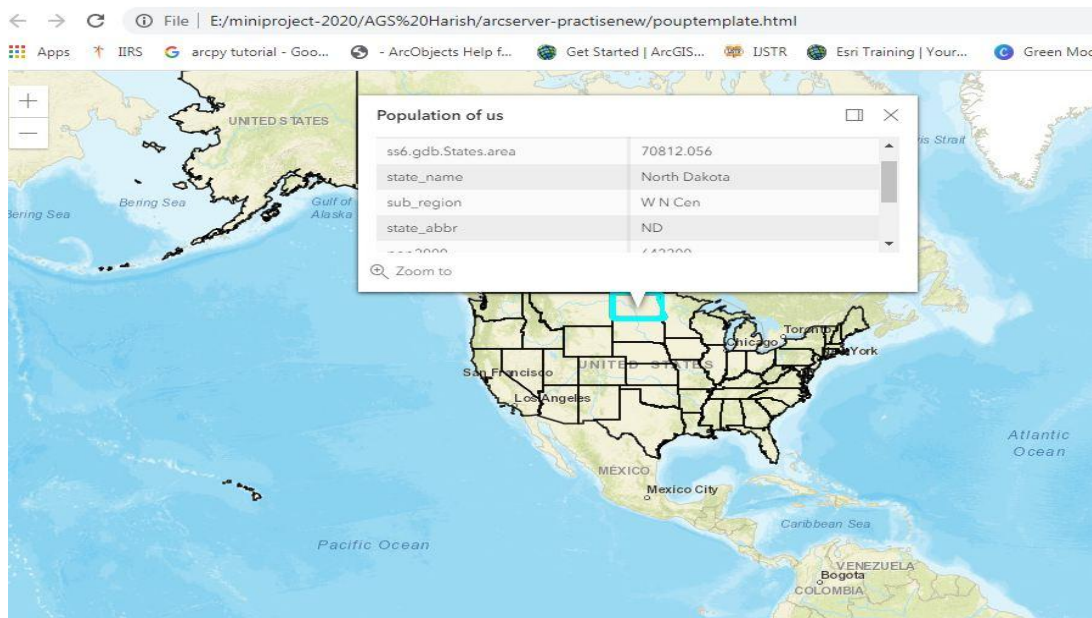 File | E:/miniproject-2020/AGS%20Harish/arcserver-practisenew/pouptemplate.html
Apps IIRS arcpy tutorial - Goo... - ArcObjects Help f... Get Started | ArcGIS... IJSTR Esri Training | Your... Green Moc
UNITED STATES
Bering Sea
Bering Sea
Gulf of
Alaska
Population of us
ss6.gdb.States.area 70812.056
state_name North Dakota
sub_region W N Cen
state_abbr ND
Zoom to
is Strait
Toronto
Chicago
York
UNITED STATES
San Francisco
Los Angeles
Atlantic
Ocean
MÉXICO
Mexico City
Caribbean Sea
Pacific Ocean
VENEZUELA
Bogota
COLOMBIA